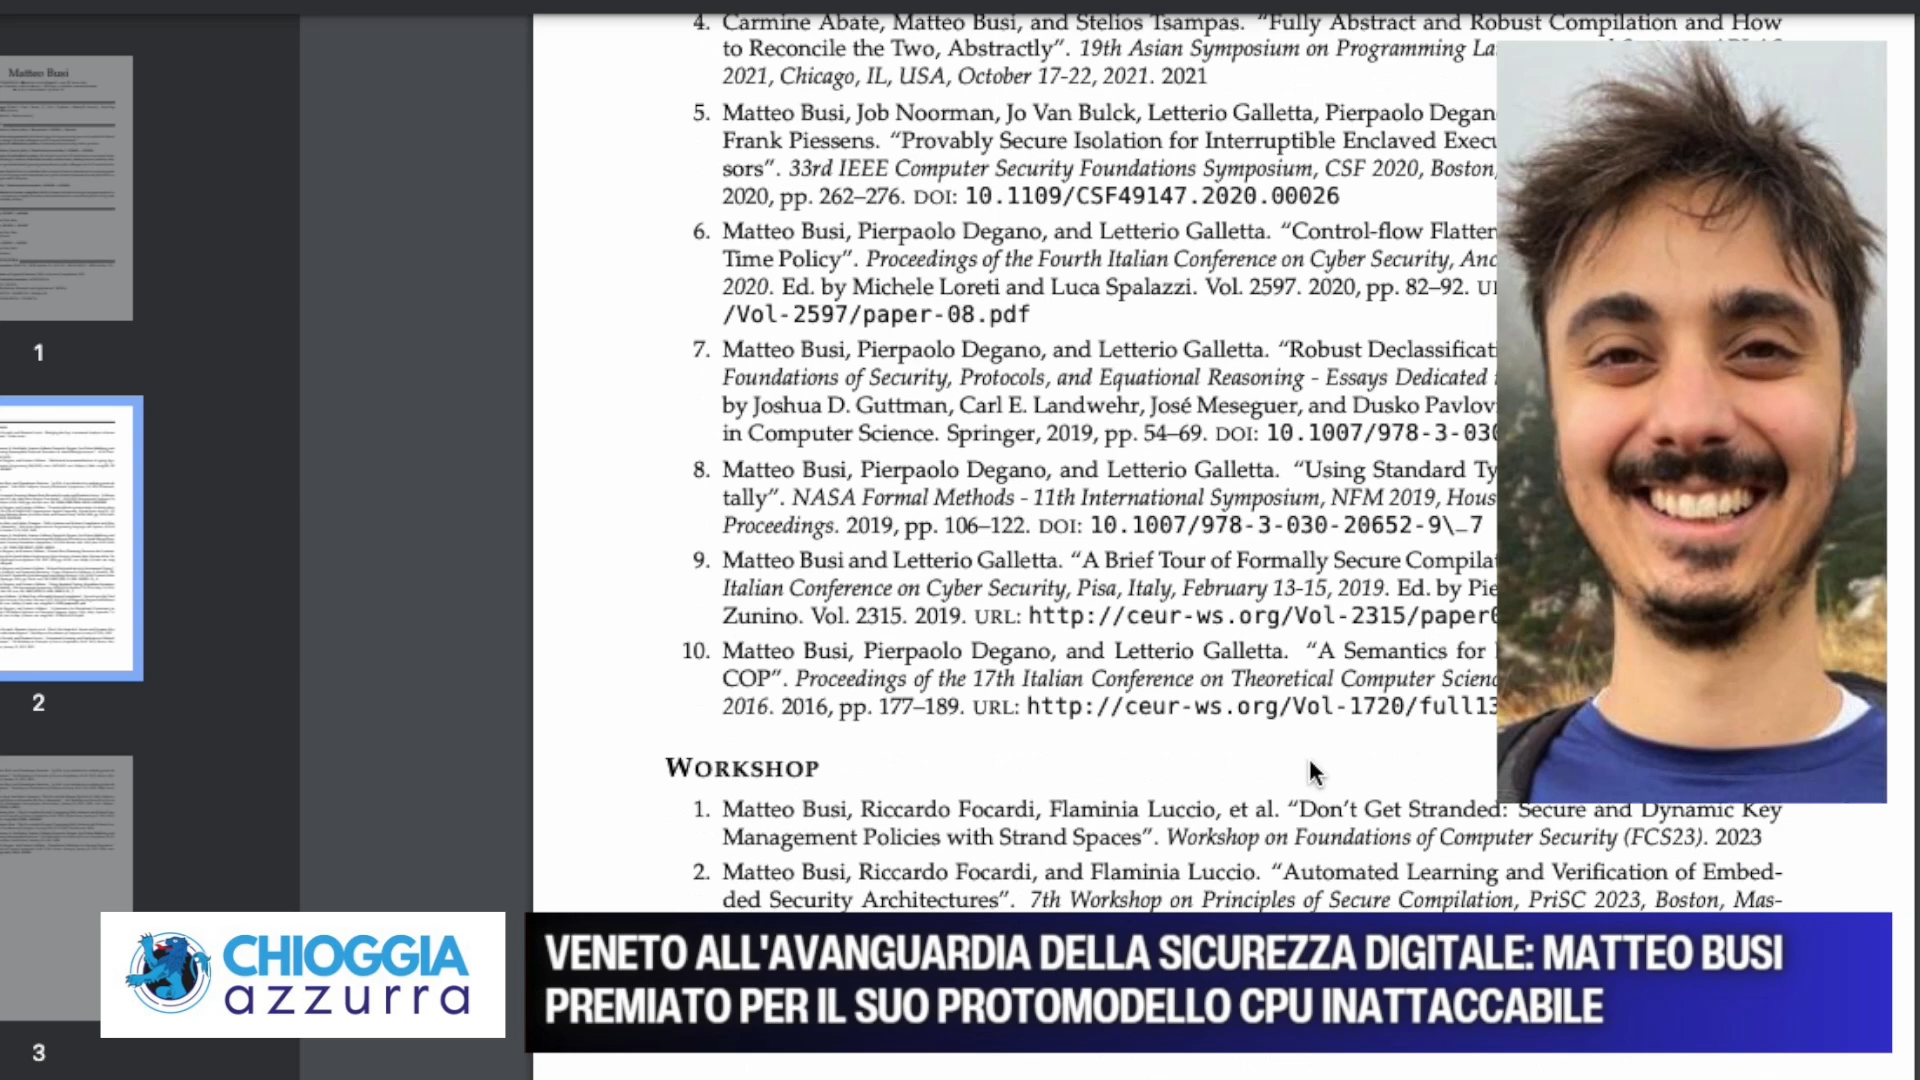 Matteo Busi
1
2
3
4. Carmine Abate, Matteo Busi, and Stelios Tsampas. “Fully Abstract and Robust Compilation and How
to Reconcile the Two, Abstractly”. 19th Asian Symposium on Programming La
2021, Chicago, IL, USA, October 17-22, 2021. 2021
5. Matteo Busi, Job Noorman, Jo Van Bulck, Letterio Galletta, Pierpaolo Degan
Frank Piessens. “Provably Secure Isolation for Interruptible Enclaved Execu
sors”. 33rd IEEE Computer Security Foundations Symposium, CSF 2020, Boston,
2020, pp. 262–276. DOI: 10.1109/CSF49147.2020.00026
6. Matteo Busi, Pierpaolo Degano, and Letterio Galletta. “Control-flow Flatten
Time Policy”. Proceedings of the Fourth Italian Conference on Cyber Security, Anc
2020. Ed. by Michele Loreti and Luca Spalazzi. Vol. 2597. 2020, pp. 82–92. U
/Vol-2597/paper-08.pdf
7. Matteo Busi, Pierpaolo Degano, and Letterio Galletta. “Robust Declassificat
Foundations of Security, Protocols, and Equational Reasoning - Essays Dedicated
by Joshua D. Guttman, Carl E. Landwehr, José Meseguer, and Dusko Pavlov
in Computer Science. Springer, 2019, pp. 54–69. DOI: 10.1007/978-3-030
8. Matteo Busi, Pierpaolo Degano, and Letterio Galletta. “Using Standard Ty
tally”. NASA Formal Methods - 11th International Symposium, NFM 2019, Hous
Proceedings. 2019, pp. 106–122. DOI: 10.1007/978-3-030-20652-9\_7
9. Matteo Busi and Letterio Galletta. “A Brief Tour of Formally Secure Compilat
Italian Conference on Cyber Security, Pisa, Italy, February 13-15, 2019. Ed. by Pie
Zunino. Vol. 2315. 2019. URL: http://ceur-ws.org/Vol-2315/paper0
10. Matteo Busi, Pierpaolo Degano, and Letterio Galletta. “A Semantics for
COP”. Proceedings of the 17th Italian Conference on Theoretical Computer Scienc
2016. 2016, pp. 177–189. URL: http://ceur-ws.org/Vol-1720/full13
WORKSHOP
1. Matteo Busi, Riccardo Focardi, Flaminia Luccio, et al. “Don’t Get Stranded: Secure and Dynamic Key
Management Policies with Strand Spaces”. Workshop on Foundations of Computer Security (FCS23). 2023
2. Matteo Busi, Riccardo Focardi, and Flaminia Luccio. “Automated Learning and Verification of Embed-
ded Security Architectures”. 7th Workshop on Principles of Secure Compilation, PriSC 2023, Boston, Mas-
CHIOGGIA
azzurra
VENETO ALL'AVANGUARDIA DELLA SICUREZZA DIGITALE: MATTEO BUSI
PREMIATO PER IL SUO PROTOMODELLO CPU INATTACCABILE